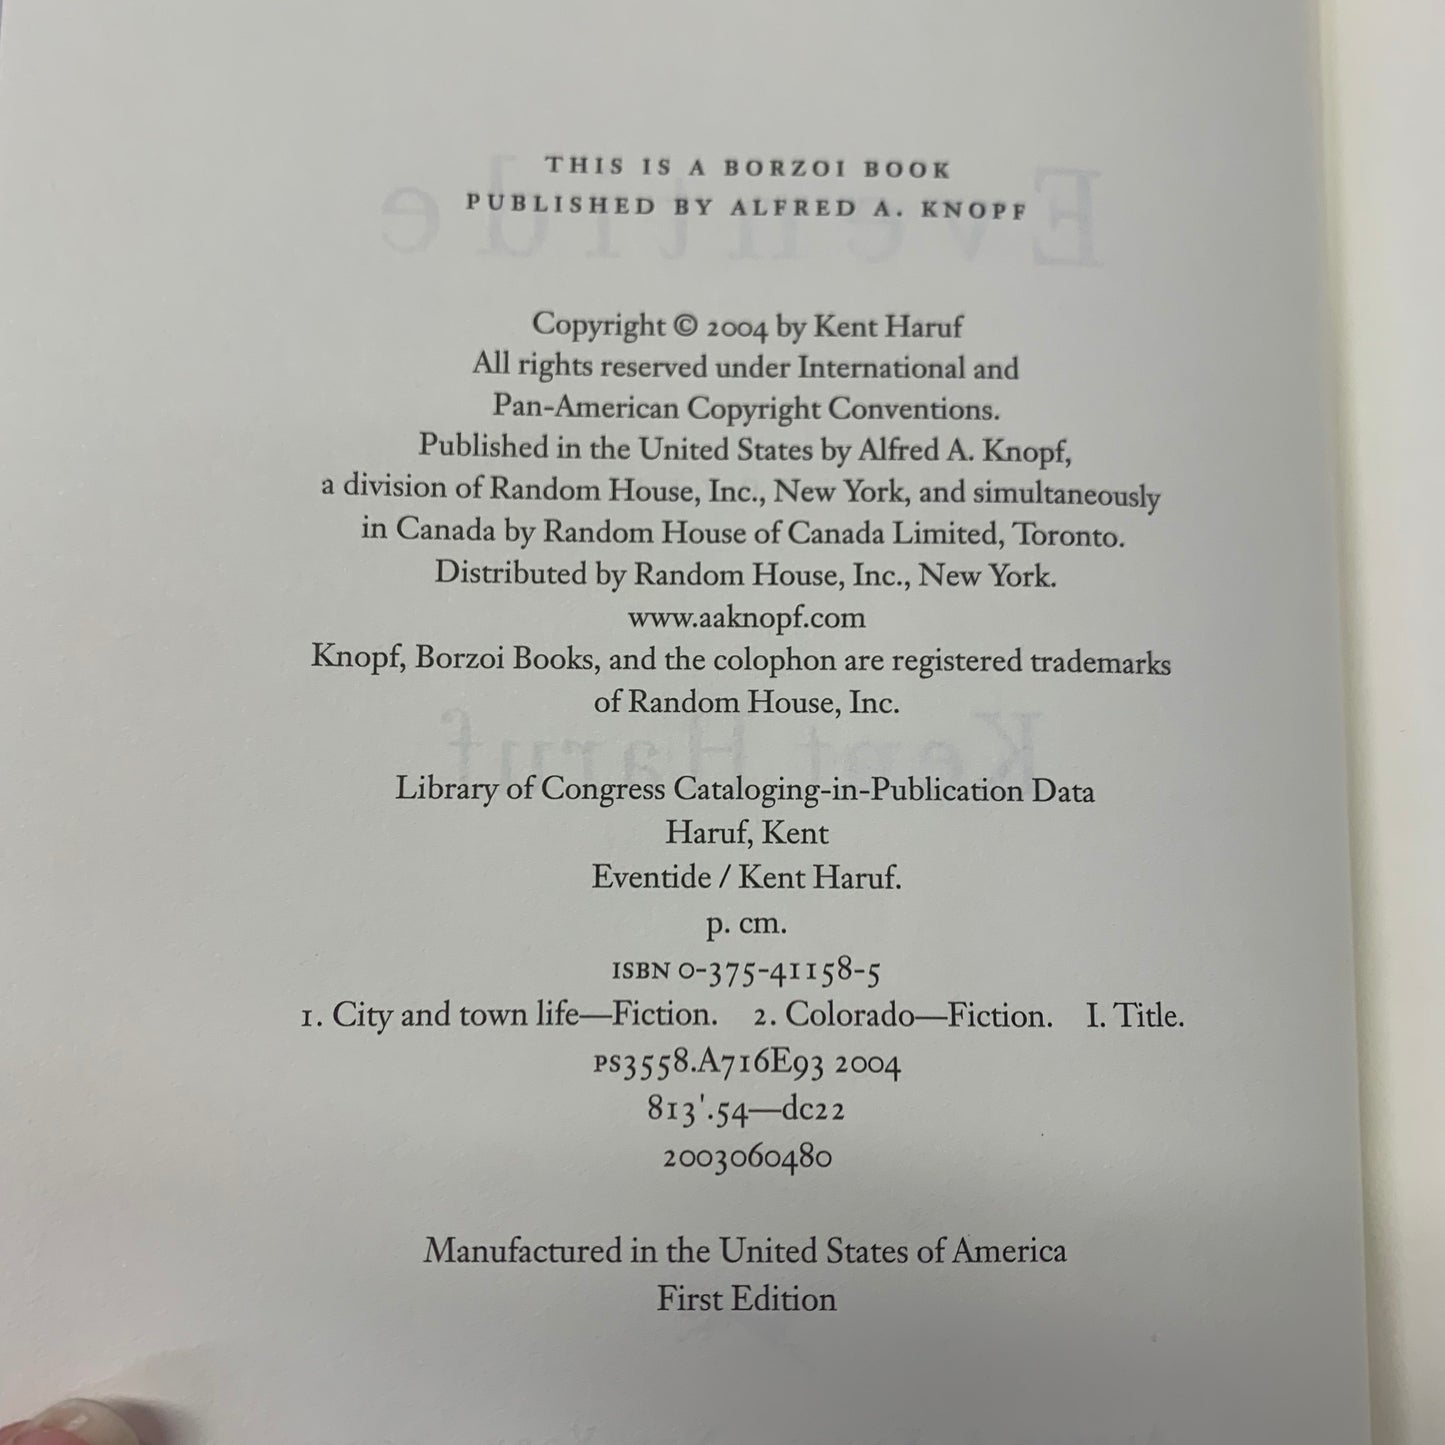 THIS IS A BORZOI BOOK
PUBLISHED BY ALFRED A. KNOPF
Copyright © 2004 by Kent Haruf
All rights reserved under International and
Pan-American Copyright Conventions.
Published in the United States by Alfred A. Knopf,
a division of Random House, Inc., New York, and simultaneously
in Canada by Random House of Canada Limited, Toronto.
Distributed by Random House, Inc., New York.
www.aaknopf.com
Knopf, Borzoi Books, and the colophon are registered trademarks
of Random House, Inc.
Library of Congress Cataloging-in-Publication Data
Haruf, Kent
Eventide / Kent Haruf.
p. cm.
ISBN 0-375-41158-5
1. City and town life—Fiction. 2. Colorado—Fiction. I. Title.
PS3558.A716E93 2004
813'.54—dc22
2003060480
Manufactured in the United States of America
First Edition